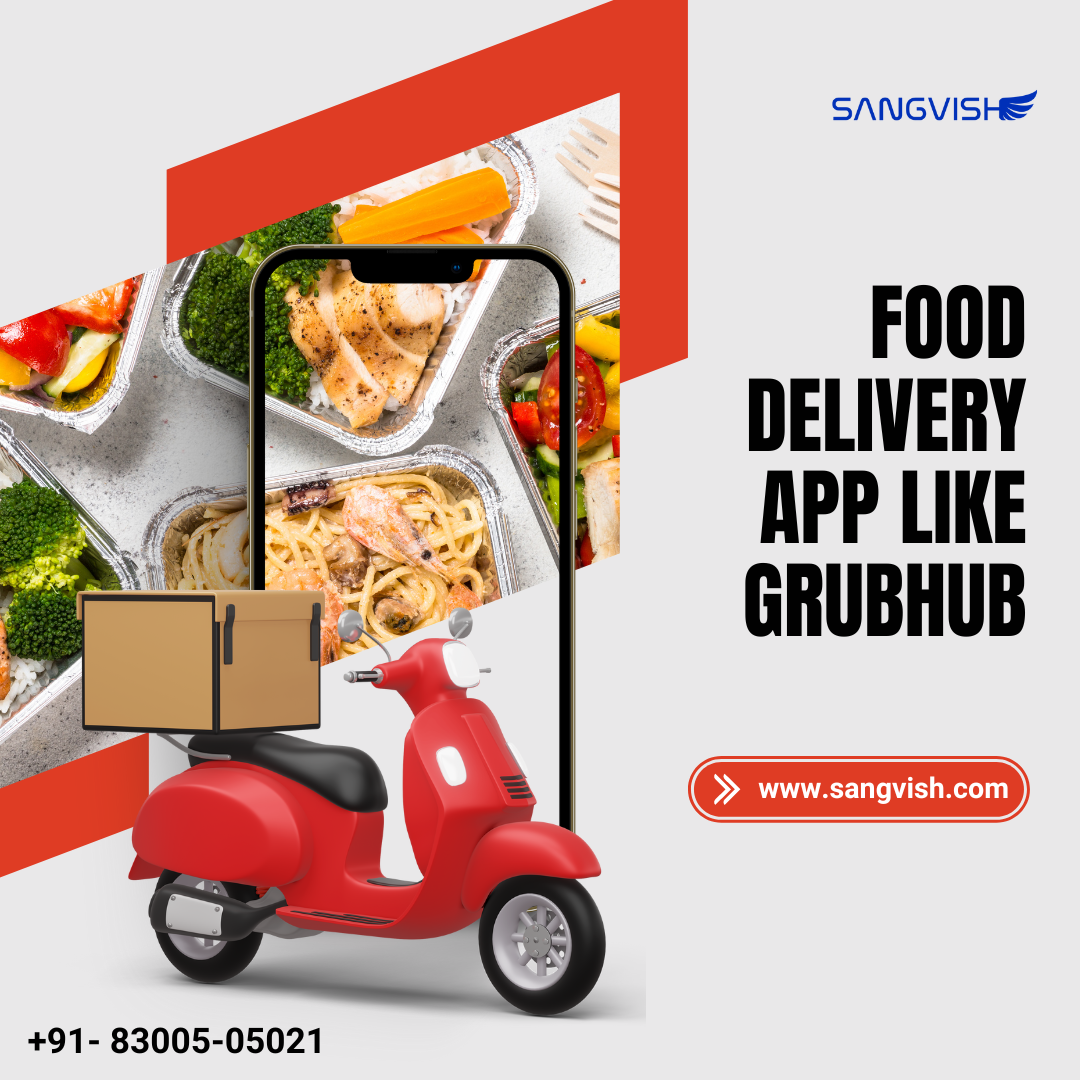 SANGVISH
FOOD
DELIVERY
APP LIKE
GRUBHUB
www.sangvish.com
+91- 83005-05021